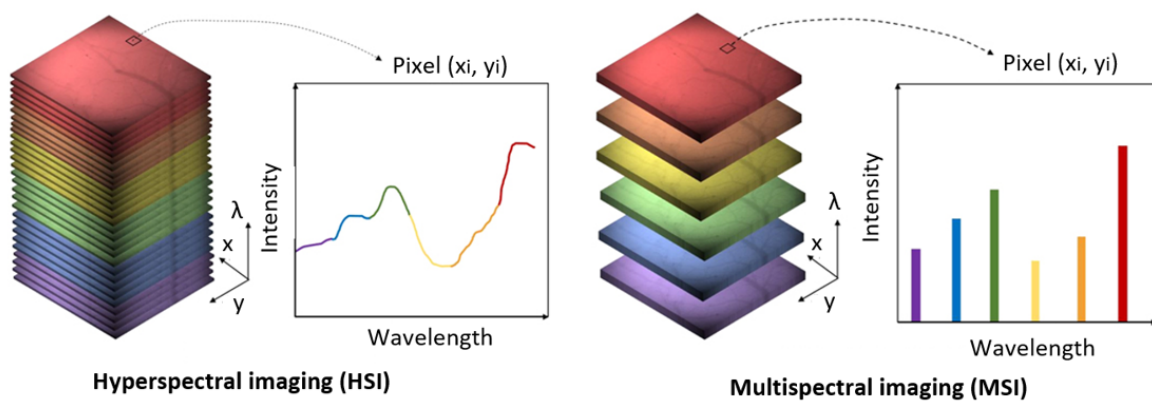 Pixel (xi, yi)
Intensity
Wavelength
λ
x
y
Hyperspectral imaging (HSI)
Pixel (xi, yi)
Intensity
Wavelength
λ
x
y
Multispectral imaging (MSI)